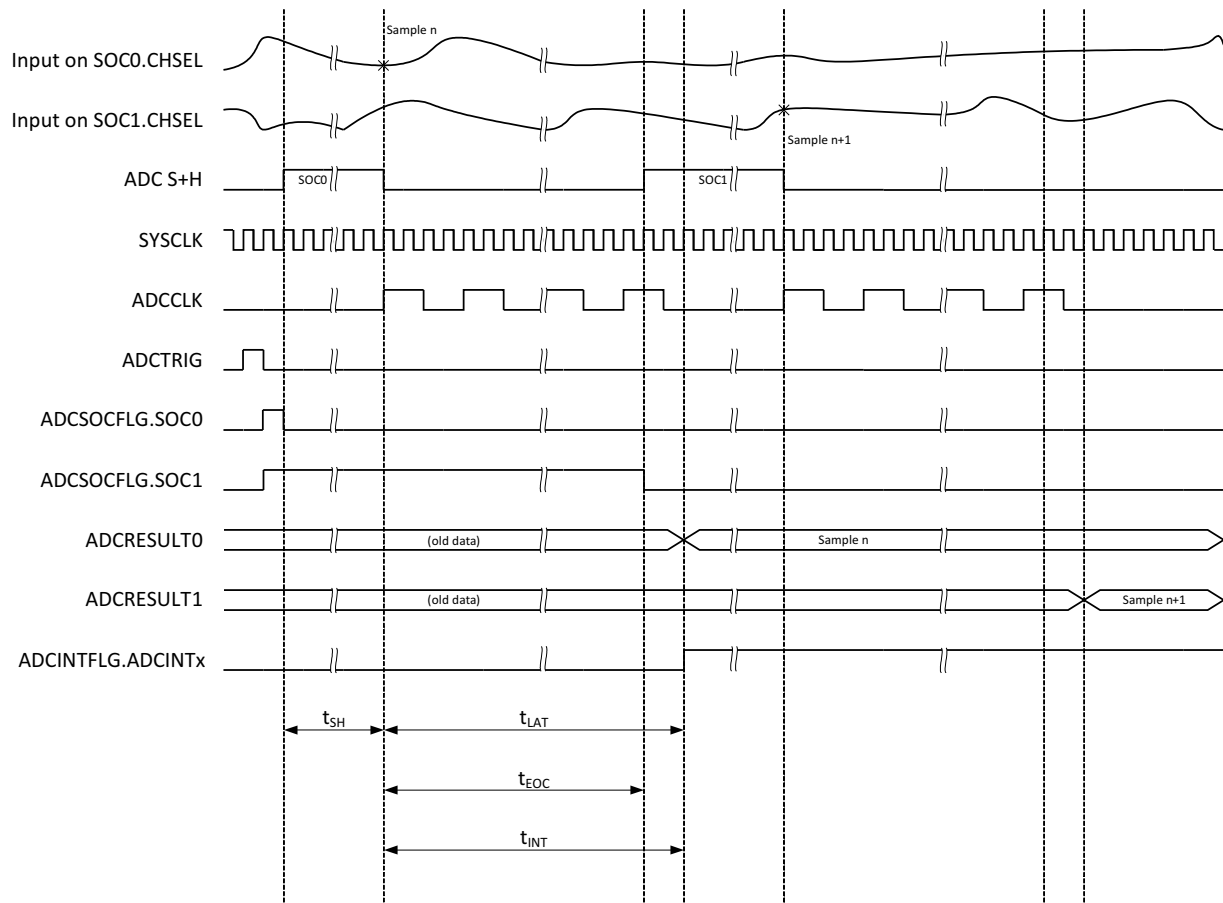 Sample n
Input on SOC0.CHSEL
Input on SOC1.CHSEL
Sample n+1
ADC S+H
SOC0
SOC1
SYSCLK
ADCCLK
ADCTRIG
ADCSOCFLG.SOC0
ADCSOCFLG.SOC1
ADCRESULT0
(old data)
Sample n
ADCRESULT1
(old data)
Sample n+1
ADCINTFLG.ADCINTx
tSH
tLAT
tEOC
tINT